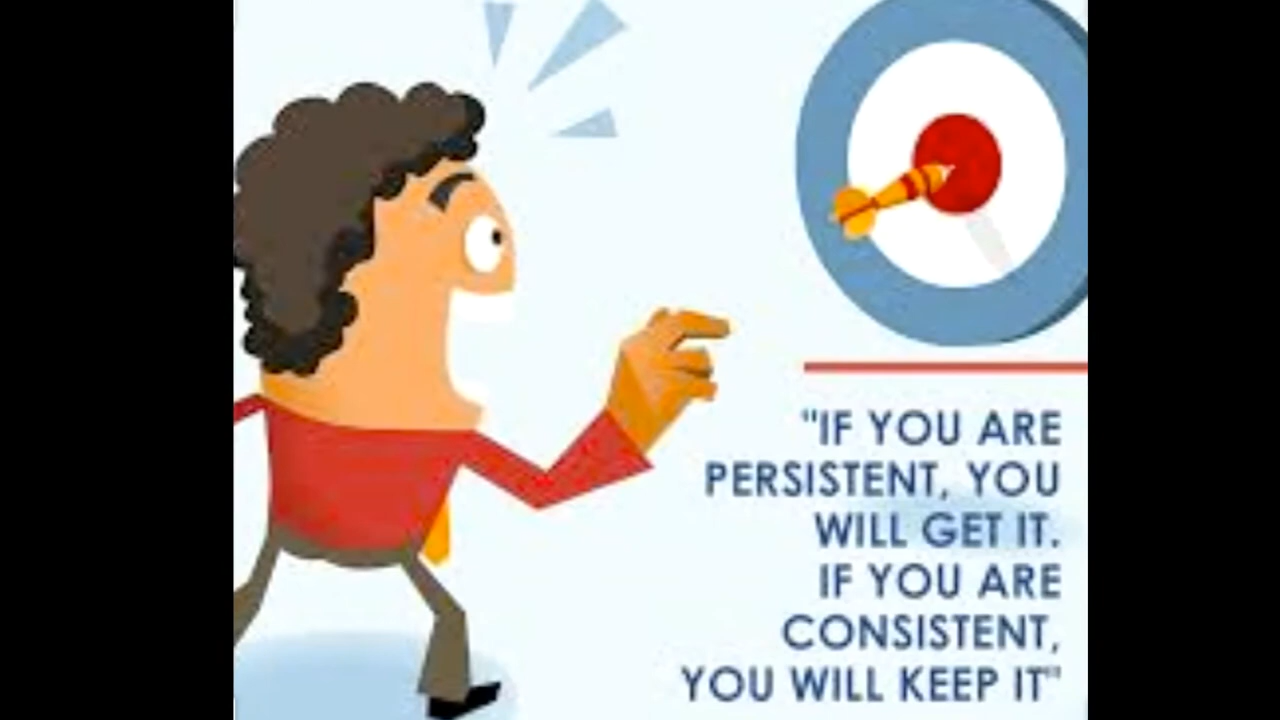 "IF YOU ARE
PERSISTENT, YOU
WILL GET IT.
IF YOU ARE
CONSISTENT,
YOU WILL KEEP IT"